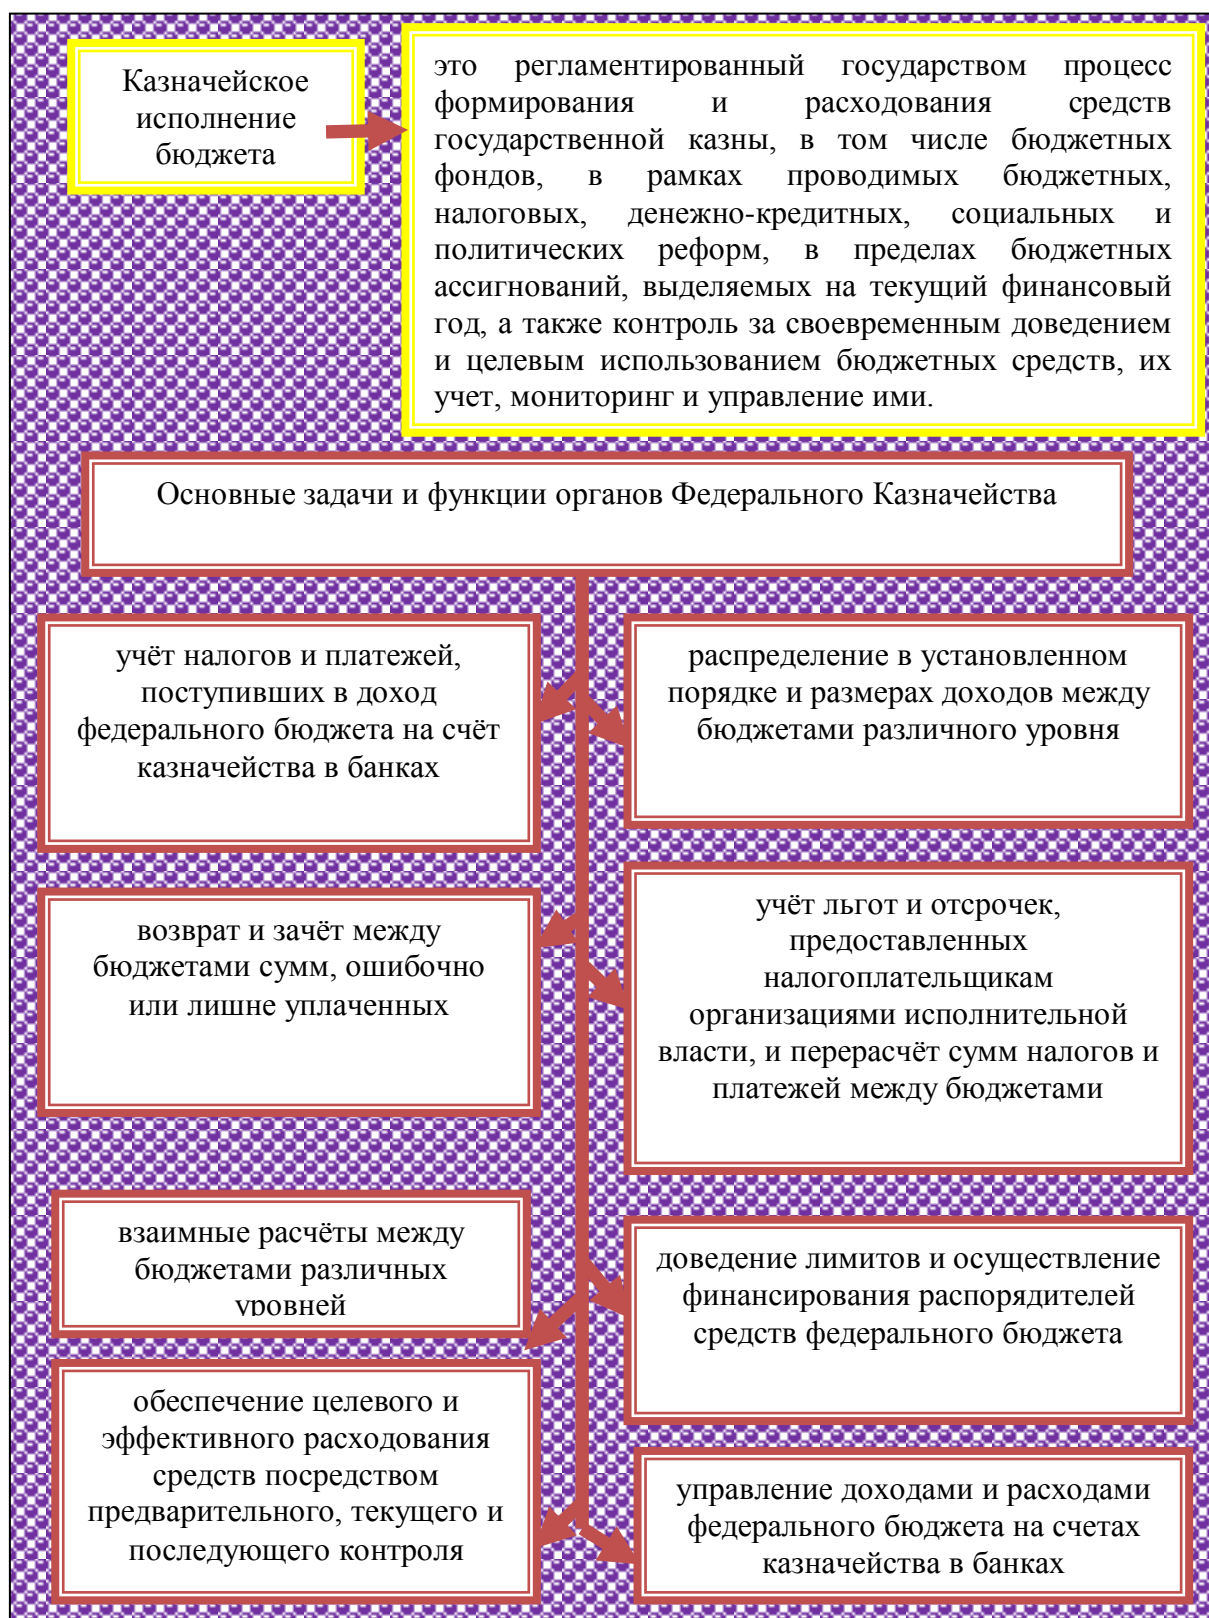 Казначейское
исполнение
бюджета
это регламентированный государством процесс
формирования и расходования средств
государственной казны, в том числе бюджетных
фондов, в рамках проводимых бюджетных,
налоговых, денежно-кредитных, социальных и
политических реформ, в пределах бюджетных
ассигнований, выделяемых на текущий финансовый
год, а также контроль за своевременным доведением
и целевым использованием бюджетных средств, их
учет, мониторинг и управление ими.
Основные задачи и функции органов Федерального Казначейства
учёт налогов и платежей,
поступивших в доход
федерального бюджета на счёт
казначейства в банках
распределение в установленном
порядке и размерах доходов между
бюджетами различного уровня
возврат и зачёт между
бюджетами сумм, ошибочно
или лишне уплаченных
учёт льгот и отсрочек,
предоставленных
налогоплательщикам
организациями исполнительной
власти, и перерасчёт сумм налогов и
платежей между бюджетами
взаимные расчёты между
бюджетами различных
уровней
доведение лимитов и осуществление
финансирования распорядителей
средств федерального бюджета
обеспечение целевого и
эффективного расходования
средств посредством
предварительного, текущего и
последующего контроля
управление доходами и расходами
федерального бюджета на счетах
казначейства в банках